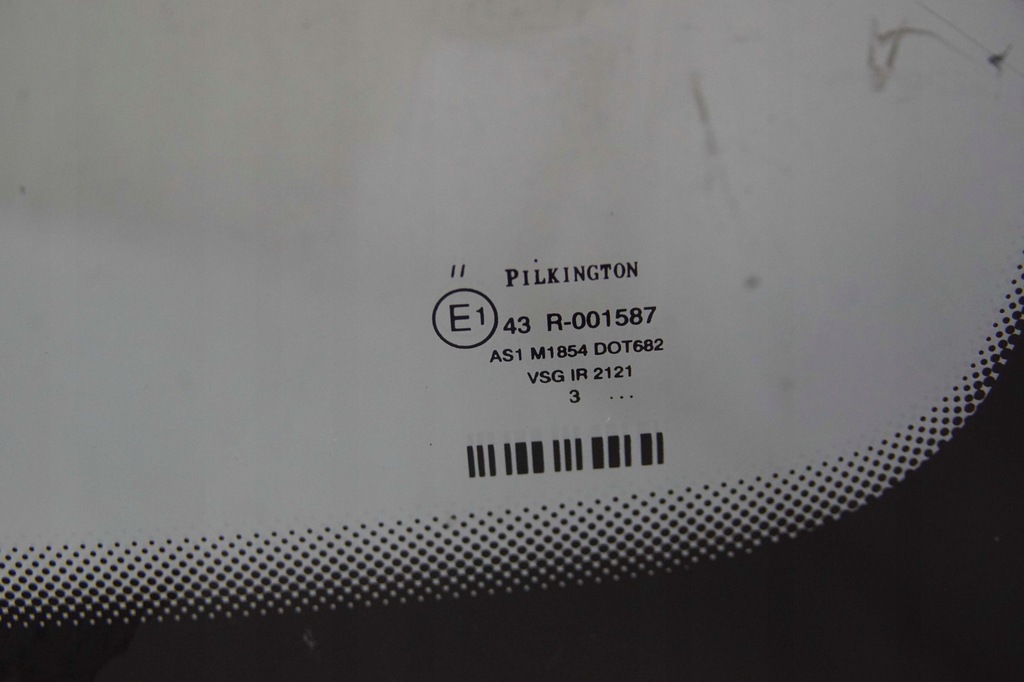 PILKINGTON
E1 43 R-001587
AS1 M1854 DOT682
VSG IR 2121
3 ...